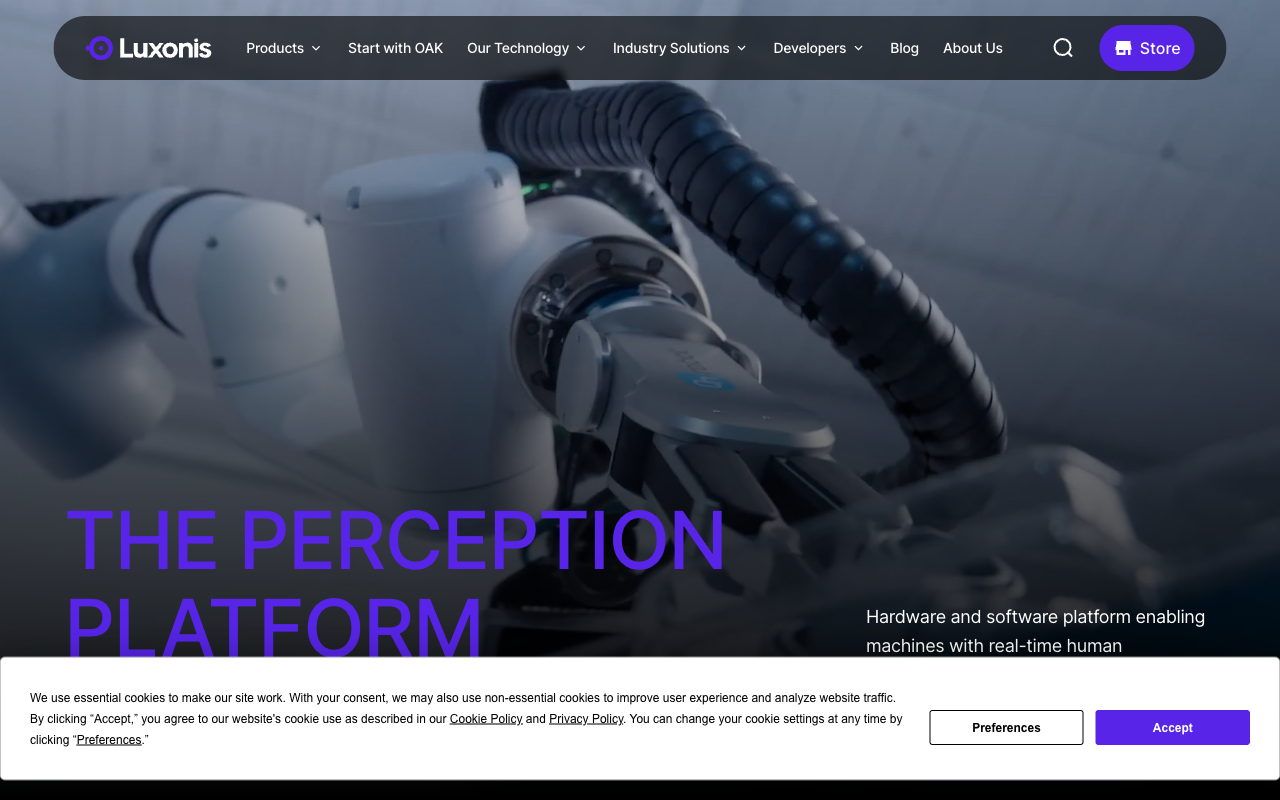 Luxonis
Products
Start with OAK
Our Technology
Industry Solutions
Developers
Blog
About Us
Store
THE PERCEPTION
PLATFORM
Hardware and software platform enabling
machines with real-time human
We use essential cookies to make our site work. With your consent, we may also use non-essential cookies to improve user experience and analyze website traffic.
By clicking “Accept,” you agree to our website's cookie use as described in our Cookie Policy and Privacy Policy. You can change your cookie settings at any time by
clicking “Preferences.”
Preferences
Accept